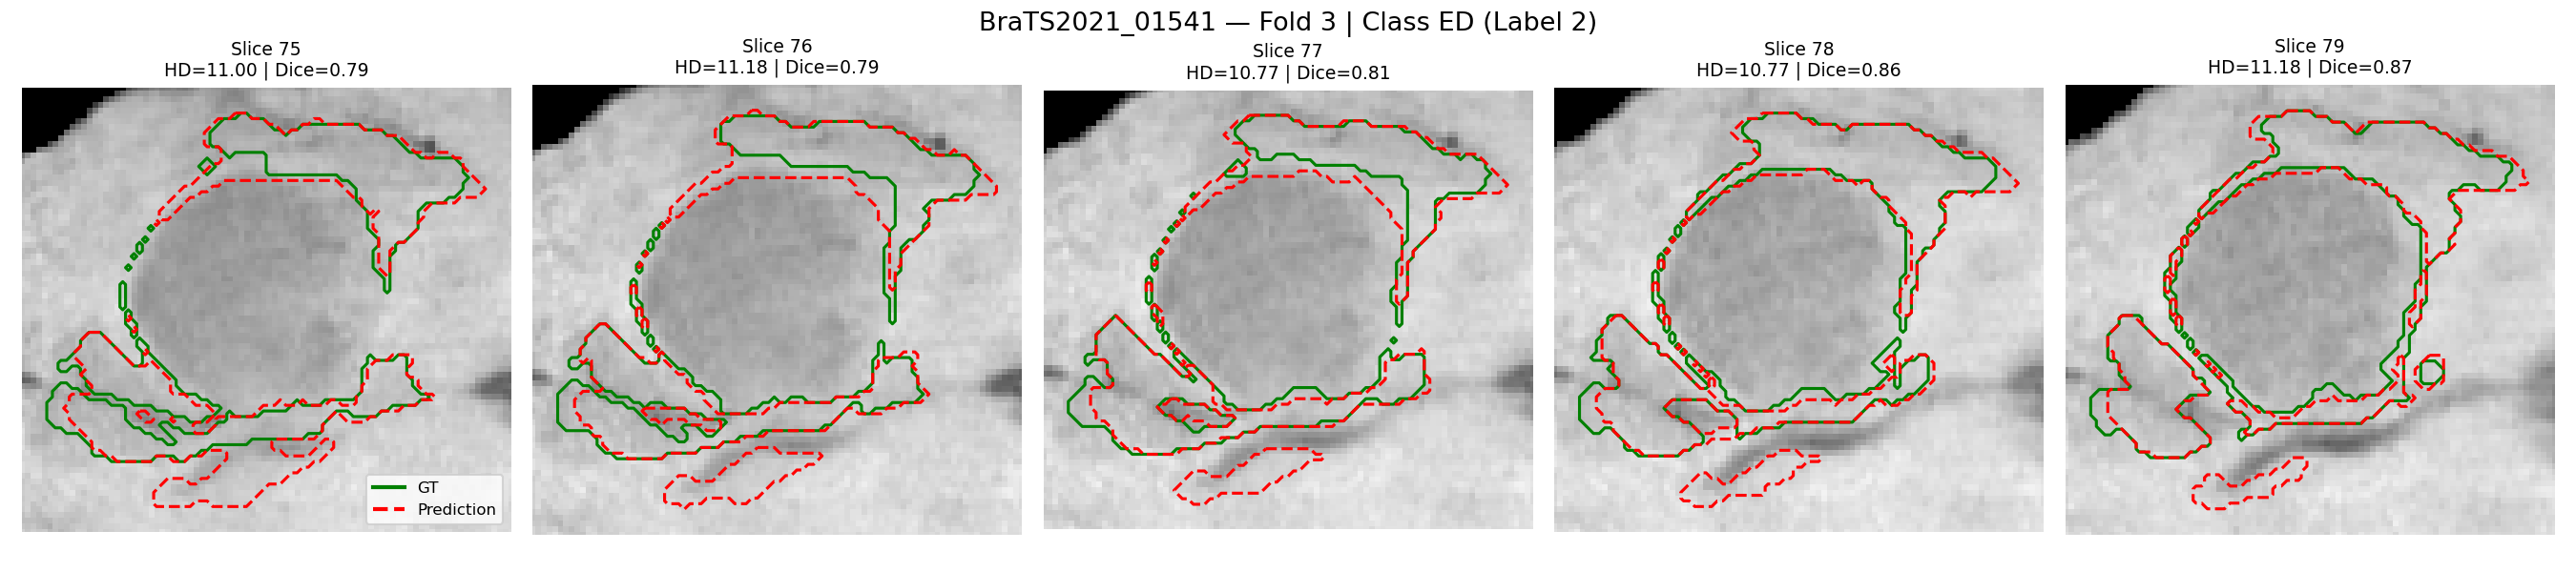 BraTS2021_01541 — Fold 3 | Class ED (Label 2)
Slice 75
HD=11.00 | Dice=0.79
Slice 76
HD=11.18 | Dice=0.79
Slice 77
HD=10.77 | Dice=0.81
Slice 78
HD=10.77 | Dice=0.86
Slice 79
HD=11.18 | Dice=0.87
GT
Prediction